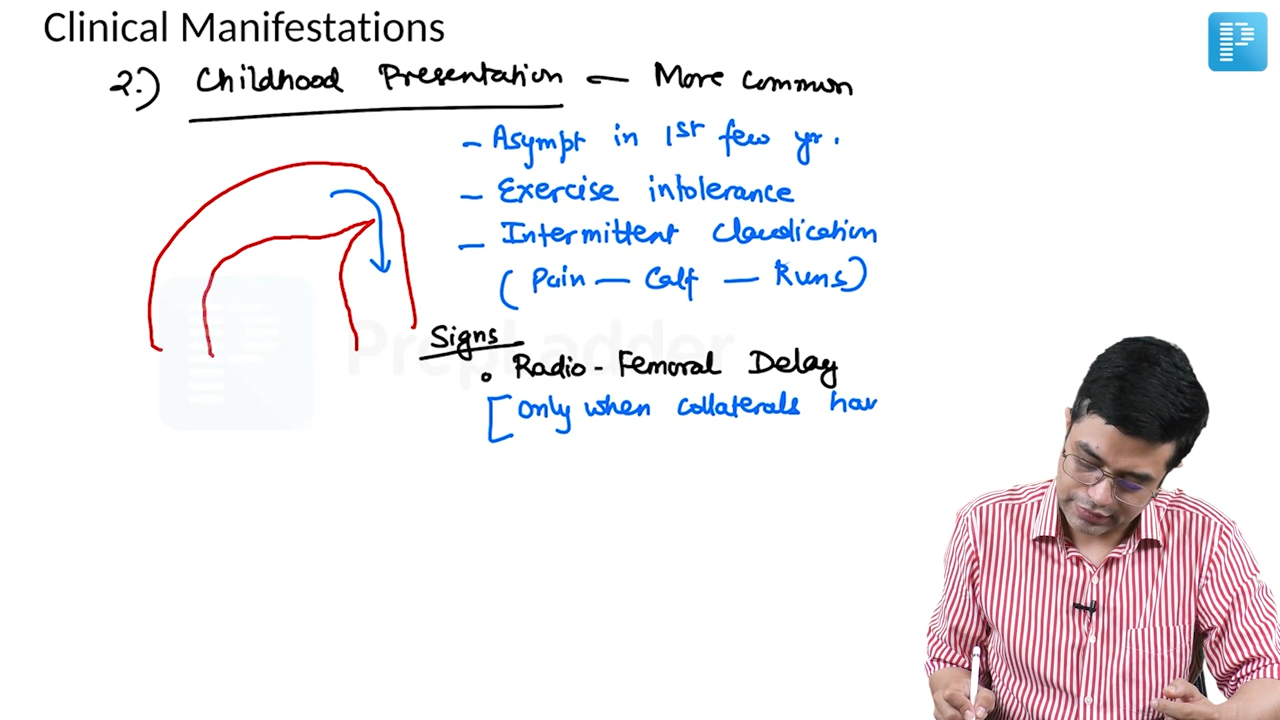 Clinical Manifestations
2.) Childhood Presentation — More common
- Asympt in 1st few yr.
- Exercise intolerance
- Intermittent Claudication
(Pain — Calf — Runs)
PrepLadder
Signs
• Radio-Femoral Delay
[Only when collaterals hav